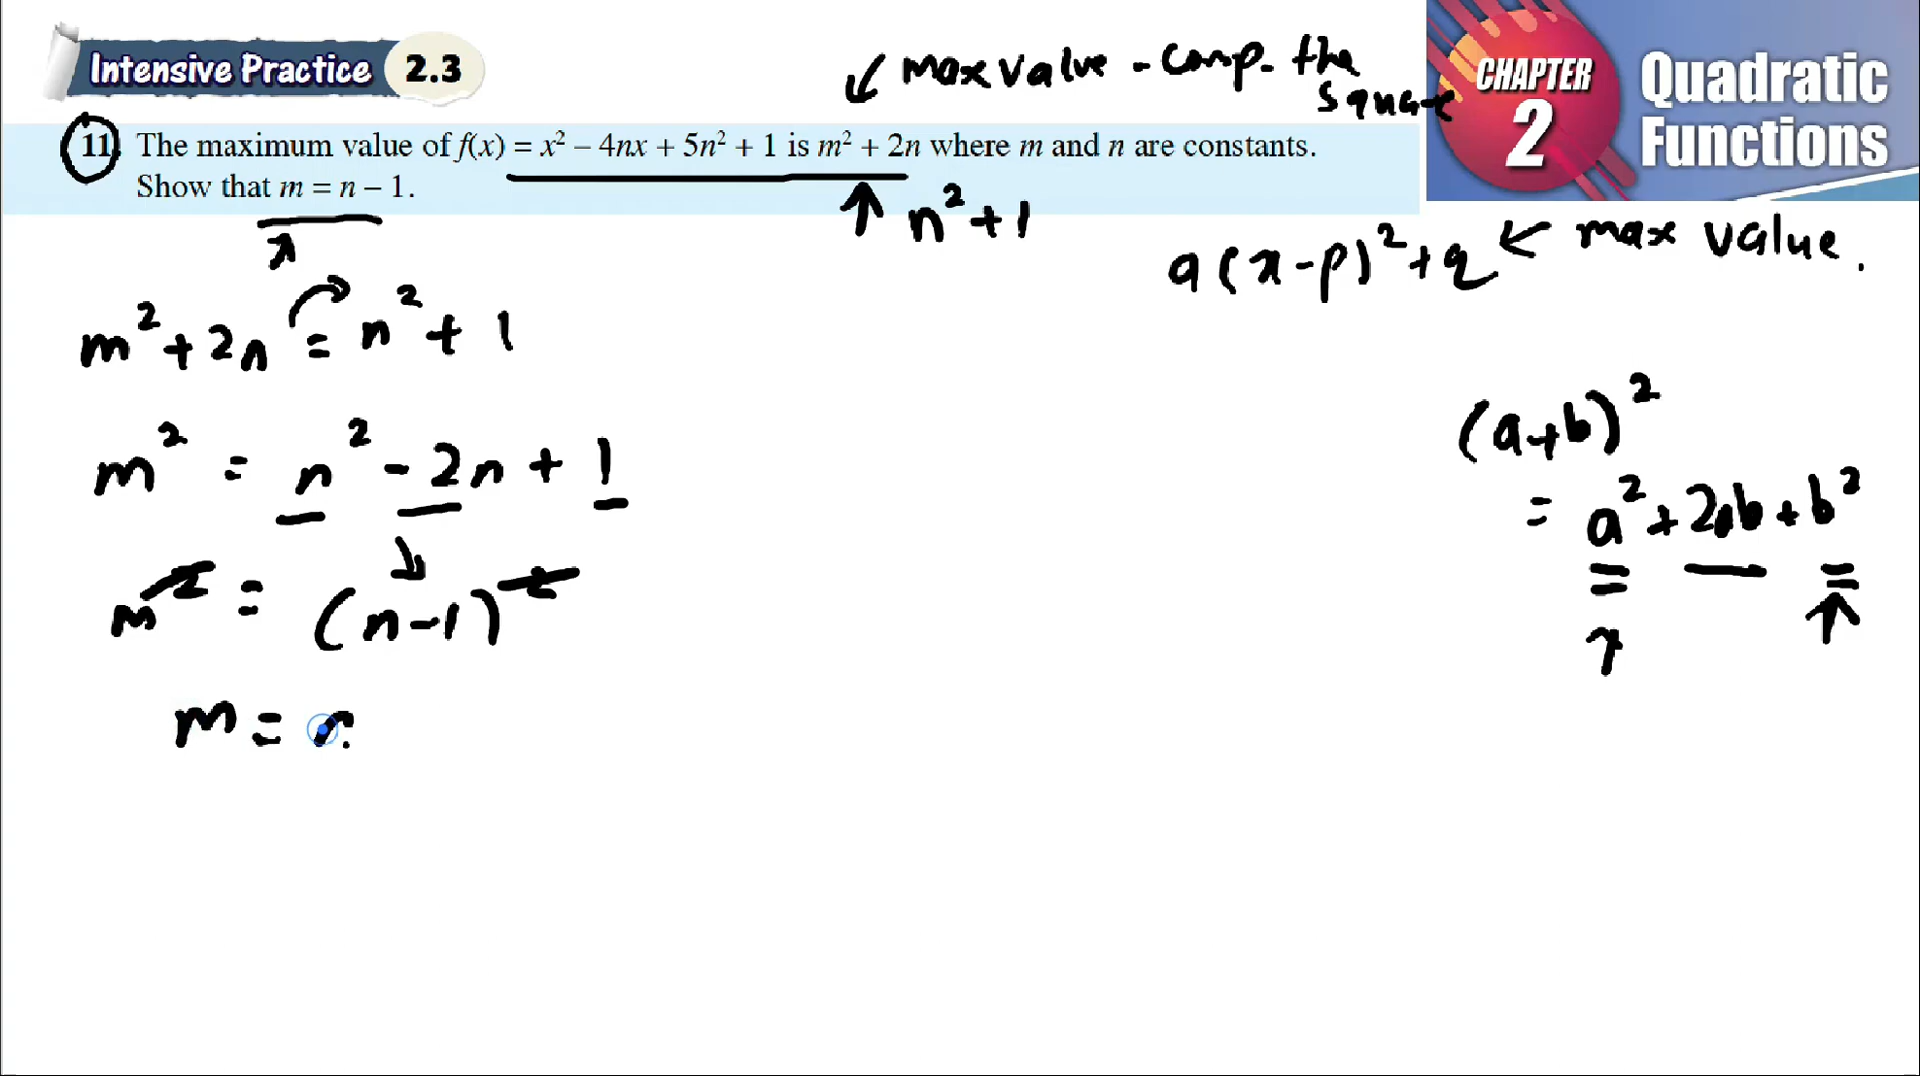 Intensive Practice 2.3
max value - comp. the
square
CHAPTER
2
Quadratic
Functions
11. The maximum value of f(x) = x² − 4nx + 5n² + 1 is m² + 2n where m and n are constants.
Show that m = n − 1.
n² + 1
a(x - p)² + q ← max value.
m² + 2n = n² + 1
(a+b)²
m² = n² - 2n + 1
= a² + 2ab + b²
m² = (n-1)²
m = n